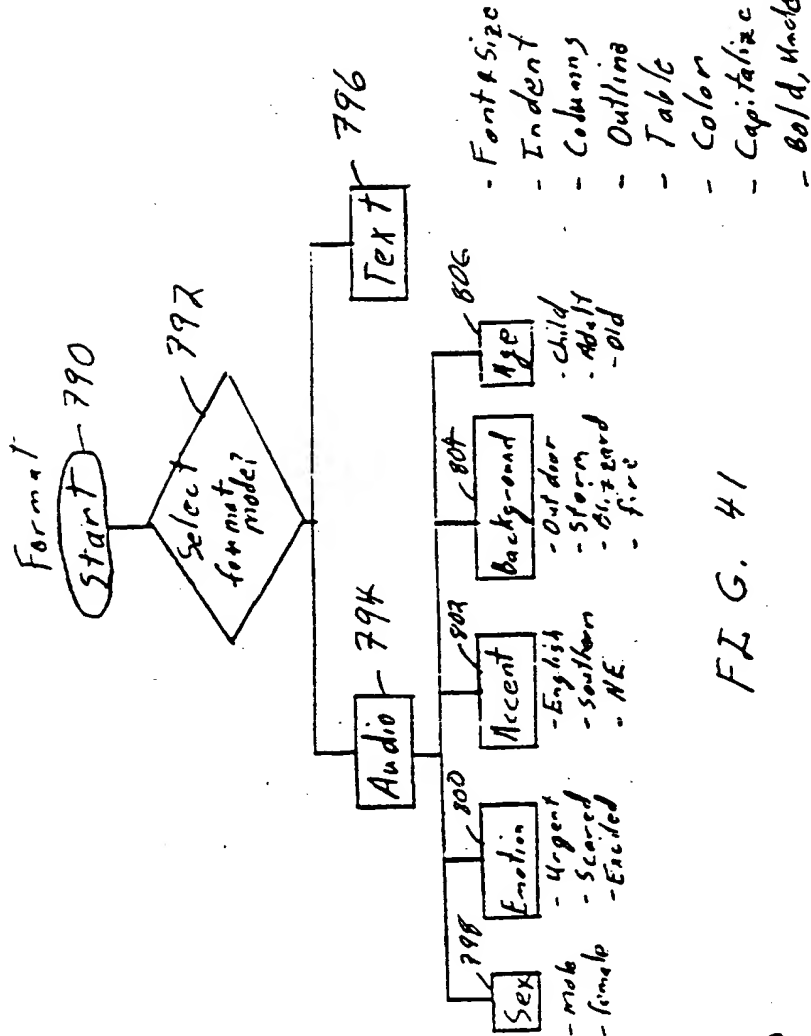 Format
Start 790
Select
format
mode? 792
Audio 794
Text 796
Sex 798
- Male
- Female
Emotion 800
- Urgent
- Scared
- Excited
Accent 802
- English
- Southern
- NE
Background 804
- Outdoor
- Storm
- Blizzard
- fire
Age 806
- Child
- Adult
- Old
- Font & Size
- Indent
- Columns
- Outline
- Table
- Color
- Capitalize
- Bold,
FIG. 41